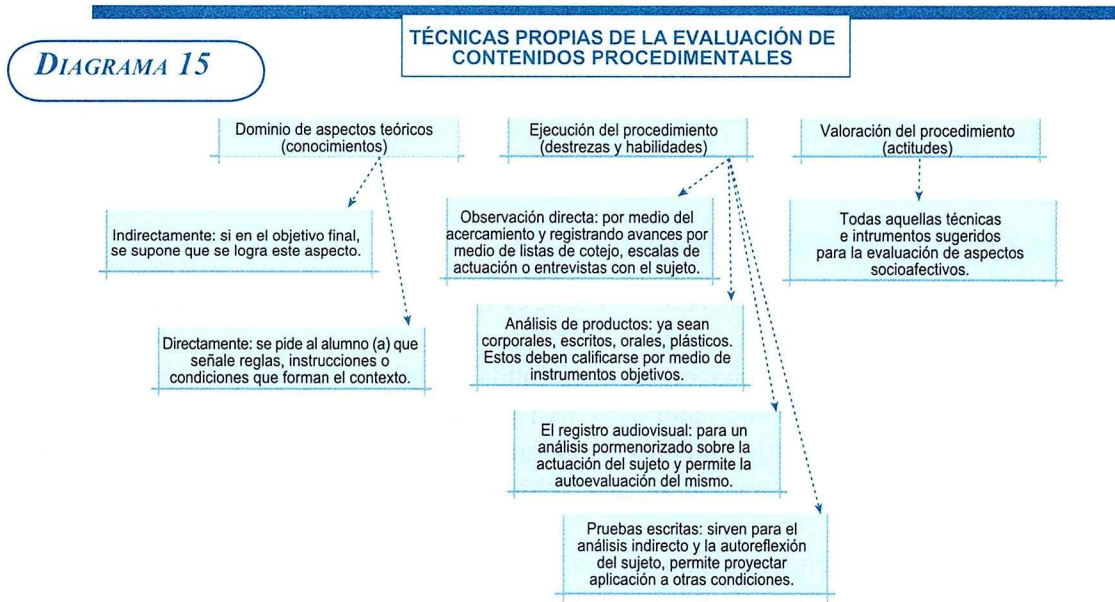 DIAGRAMA 15
TÉCNICAS PROPIAS DE LA EVALUACIÓN DE
CONTENIDOS PROCEDIMENTALES
Dominio de aspectos teóricos
(conocimientos)
Indirectamente: si en el objetivo final,
se supone que se logra este aspecto.
Directamente: se pide al alumno (a) que
señale reglas, instrucciones o
condiciones que forman el contexto.
Ejecución del procedimiento
(destrezas y habilidades)
Observación directa: por medio del
acercamiento y registrando avances por
medio de listas de cotejo, escalas de
actuación o entrevistas con el sujeto.
Análisis de productos: ya sean
corporales, escritos, orales, plásticos.
Estos deben calificarse por medio de
instrumentos objetivos.
El registro audiovisual: para un
análisis pormenorizado sobre la
actuación del sujeto y permite la
autoevaluación del mismo.
Pruebas escritas: sirven para el
análisis indirecto y la autoreflexión
del sujeto, permite proyectar
aplicación a otras condiciones.
Valoración del procedimiento
(actitudes)
Todas aquellas técnicas
e intrumentos sugeridos
para la evaluación de aspectos
socioafectivos.